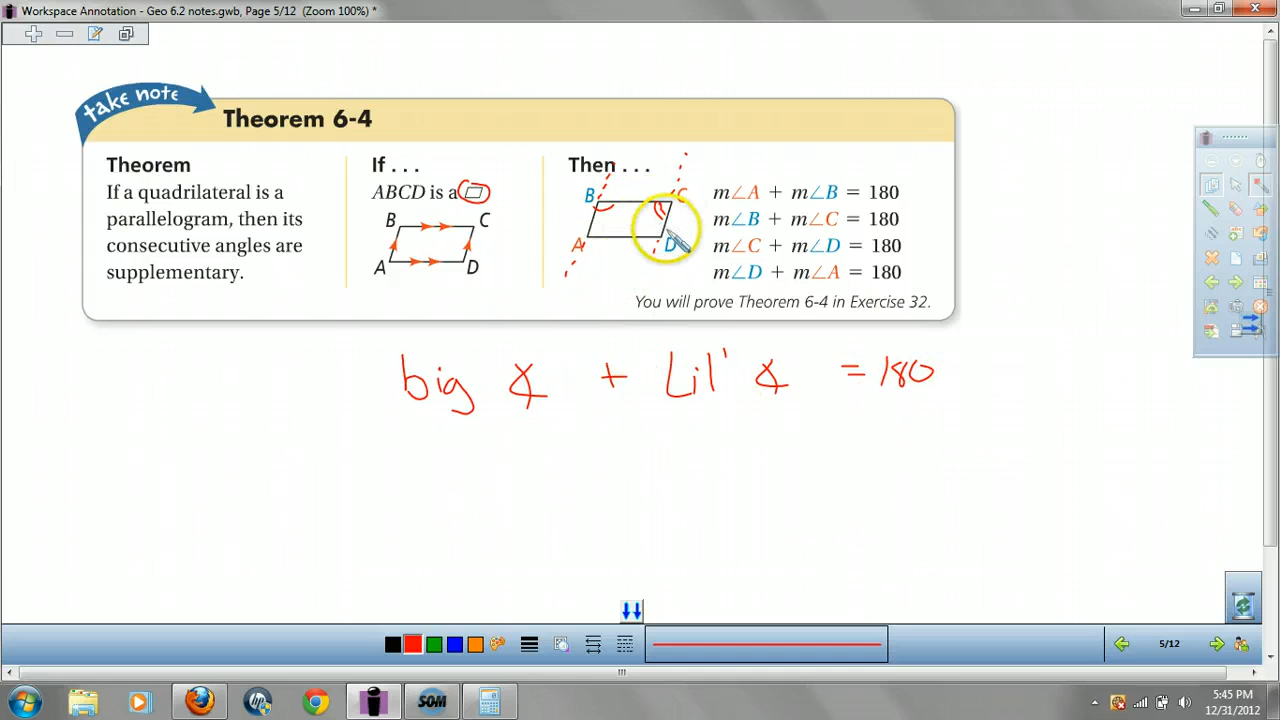 Workspace Annotation - Geo 6.2 notes.gwb, Page 5/12 (Zoom 100%) *
take note
Theorem 6-4
Theorem
If a quadrilateral is a
parallelogram, then its
consecutive angles are
supplementary.
If . . .
ABCD is a ▱
B C
A D
Then . . .
B C
A D
m∠A + m∠B = 180
m∠B + m∠C = 180
m∠C + m∠D = 180
m∠D + m∠A = 180
You will prove Theorem 6-4 in Exercise 32.
big ∡ + Lil' ∡ = 180
5/12
SOM
5:45 PM
12/31/2012